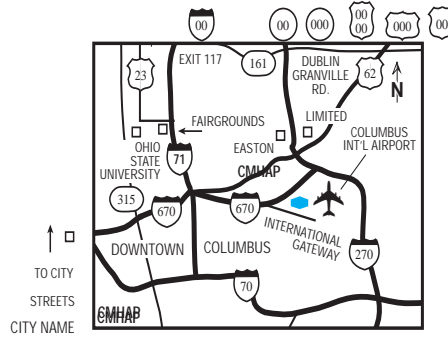 00
00
000
00
00
000
00
EXIT 117
161
DUBLIN
GRANVILLE
RD.
62
N
23
LIMITED
FAIRGROUNDS
COLUMBUS
INT'L AIRPORT
OHIO
STATE
UNIVERSITY
71
EASTON
CMHAP
315
670
670
INTERNATIONAL
GATEWAY
DOWNTOWN
COLUMBUS
270
TO CITY
STREETS
CITY NAME
70
CMHAP
CMHAP